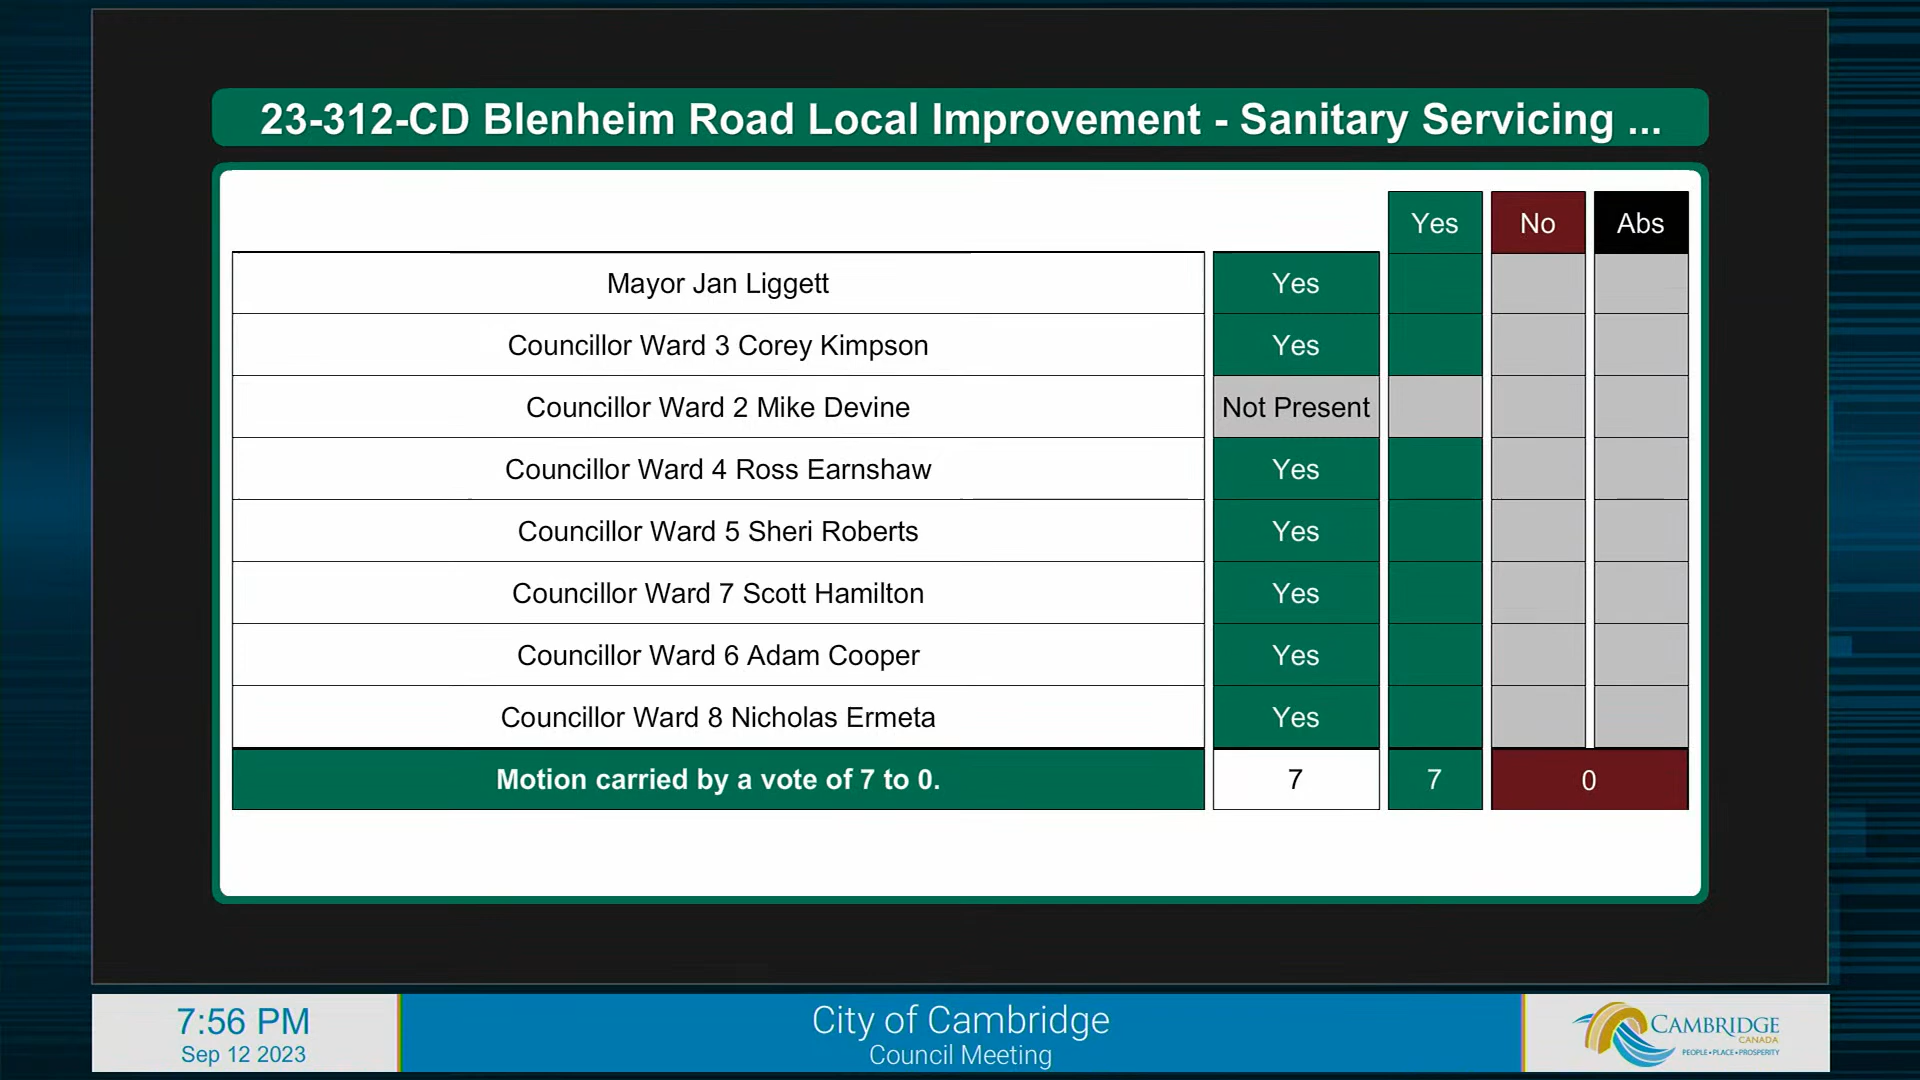 23-312-CD Blenheim Road Local Improvement - Sanitary Servicing ...
Yes No Abs
Mayor Jan Liggett Yes
Councillor Ward 3 Corey Kimpson Yes
Councillor Ward 2 Mike Devine Not Present
Councillor Ward 4 Ross Earnshaw Yes
Councillor Ward 5 Sheri Roberts Yes
Councillor Ward 7 Scott Hamilton Yes
Councillor Ward 6 Adam Cooper Yes
Councillor Ward 8 Nicholas Ermeta Yes
Motion carried by a vote of 7 to 0. 7 7 0
7:56 PM
Sep 12 2023
City of Cambridge
Council Meeting
CAMBRIDGE
CANADA
PEOPLE • PLACE • PROSPERITY